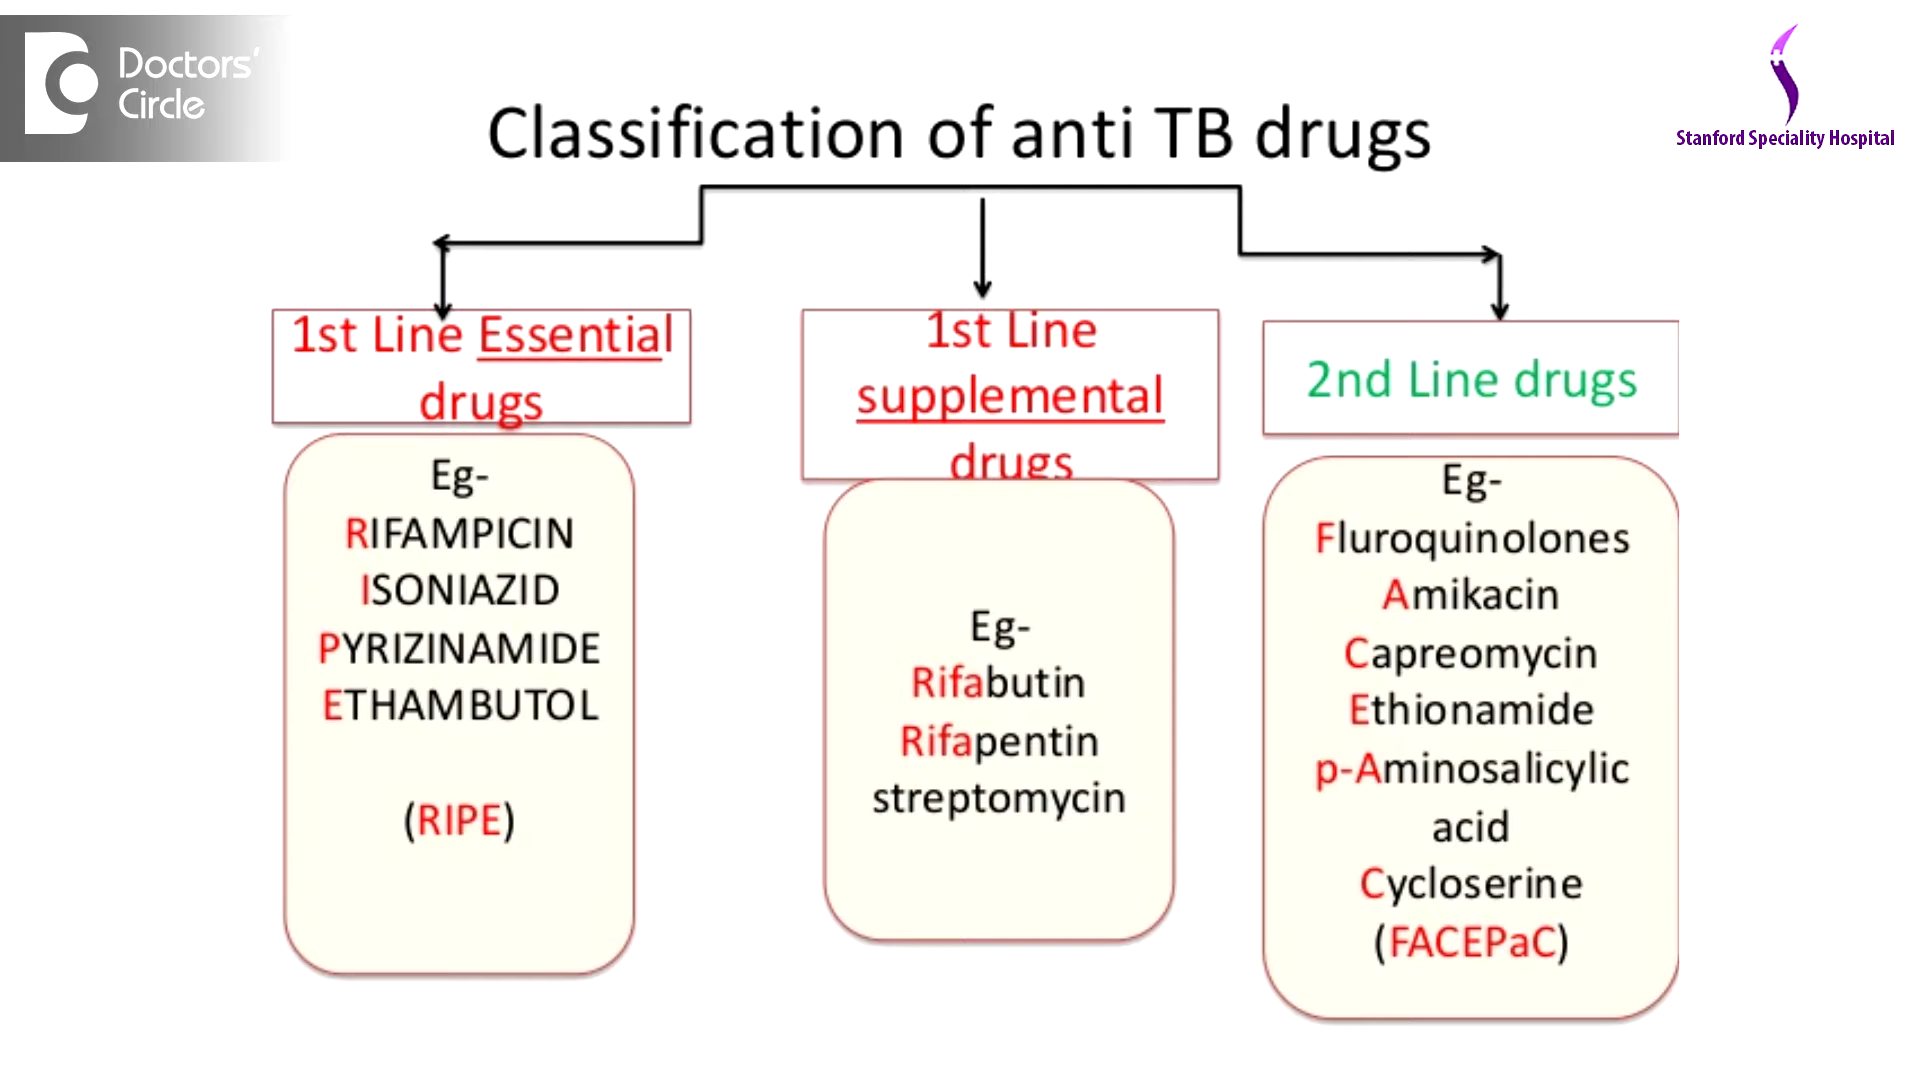 Doctors'
Circle
Stanford Speciality Hospital
Classification of anti TB drugs
1st Line Essential
drugs
Eg-
RIFAMPICIN
ISONIAZID
PYRIZINAMIDE
ETHAMBUTOL
(RIPE)
1st Line
supplemental
drugs
Eg-
Rifabutin
Rifapentin
streptomycin
2nd Line drugs
Eg-
Fluroquinolones
Amikacin
Capreomycin
Ethionamide
p-Aminosalicylic
acid
Cycloserine
(FACEPaC)